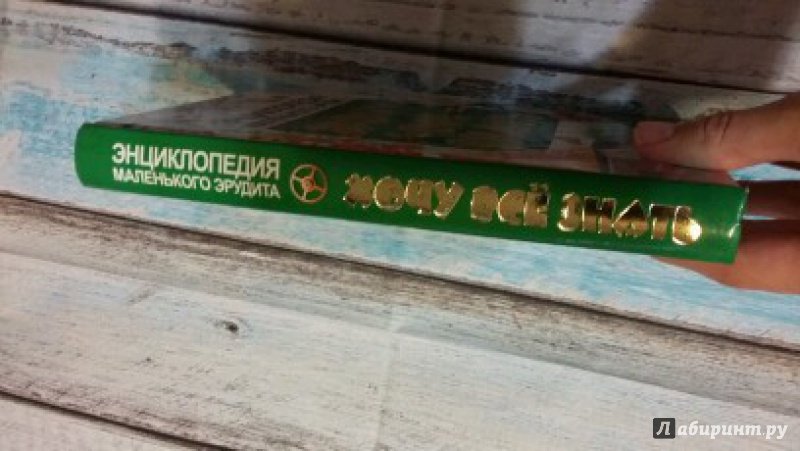 ЭНЦИКЛОПЕДИЯ
МАЛЕНЬКОГО ЭРУДИТА
ХОЧУ ВСЁ ЗНАТЬ
Лабиринт.ру